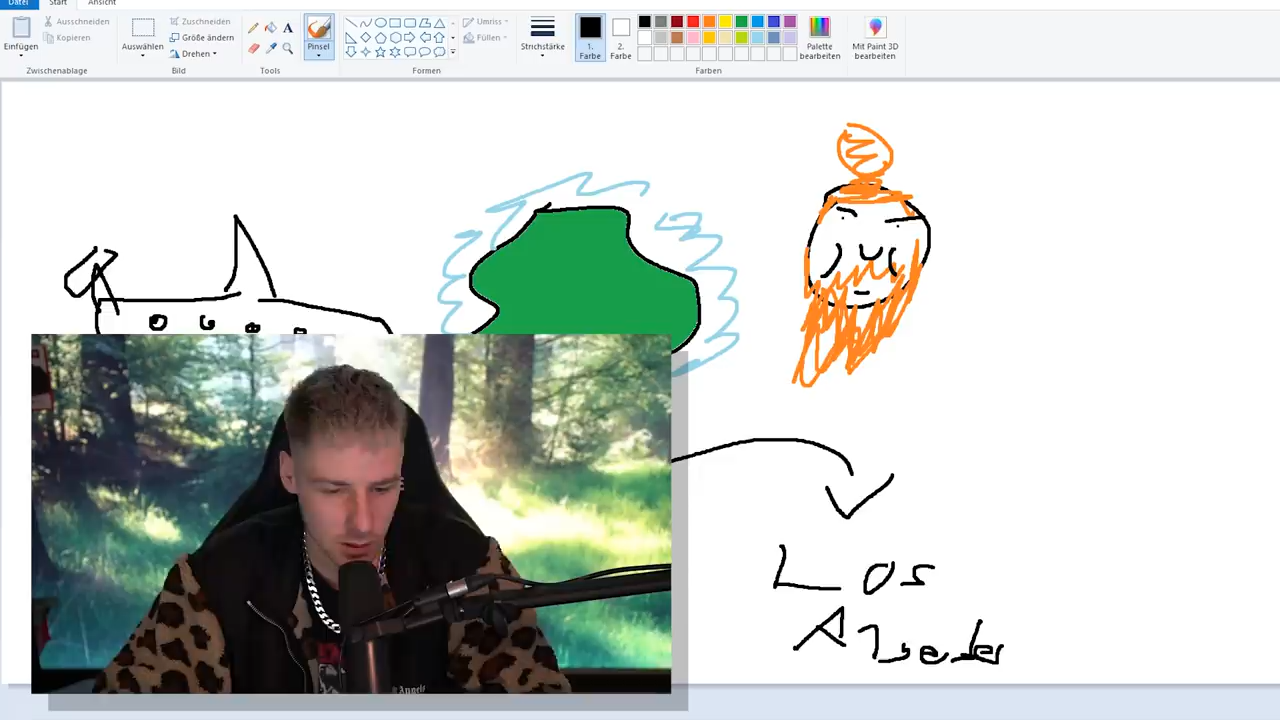 Datei Start Ansicht
Einfügen
Ausschneiden
Kopieren
Zwischenablage
Auswählen
Zuschneiden
Größe ändern
Drehen
Bild
Tools
Pinsel
Umriss
Füllen
Formen
Strichstärke
1.
Farbe
2.
Farbe
Palette
bearbeiten
Mit Paint 3D
bearbeiten
Farben
Los
Angeles